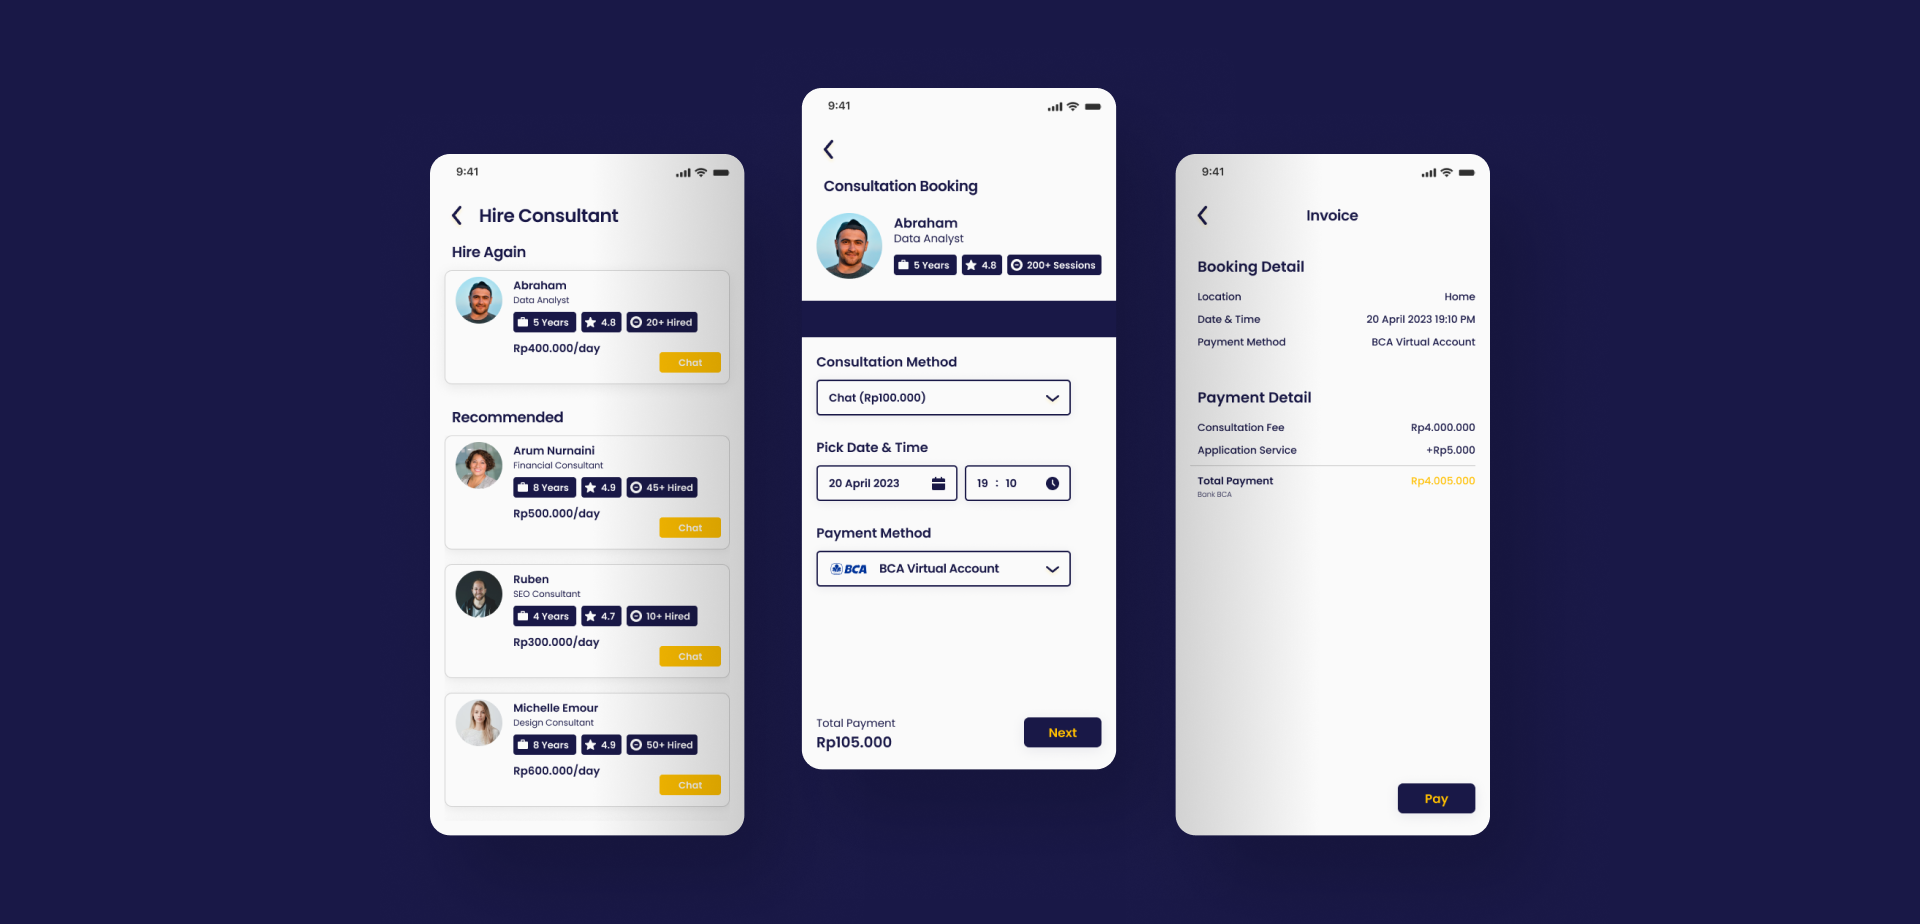 9:41
Hire Consultant
Hire Again
Abraham
Data Analyst
5 Years 4.8 20+ Hired
Rp400.000/day
Chat
Recommended
Arum Nurnaini
Financial Consultant
8 Years 4.9 45+ Hired
Rp500.000/day
Chat
Ruben
SEO Consultant
4 Years 4.7 10+ Hired
Rp300.000/day
Chat
Michelle Emour
Design Consultant
8 Years 4.9 50+ Hired
Rp600.000/day
Chat
9:41
Consultation Booking
Abraham
Data Analyst
5 Years 4.8 200+ Sessions
Consultation Method
Chat (Rp100.000)
Pick Date & Time
20 April 2023 19 : 10
Payment Method
BCA BCA Virtual Account
Total Payment
Rp105.000
Next
9:41
Invoice
Booking Detail
Location Home
Date & Time 20 April 2023 19:10 PM
Payment Method BCA Virtual Account
Payment Detail
Consultation Fee Rp4.000.000
Application Service +Rp5.000
Total Payment Rp4.005.000
Bank BCA
Pay